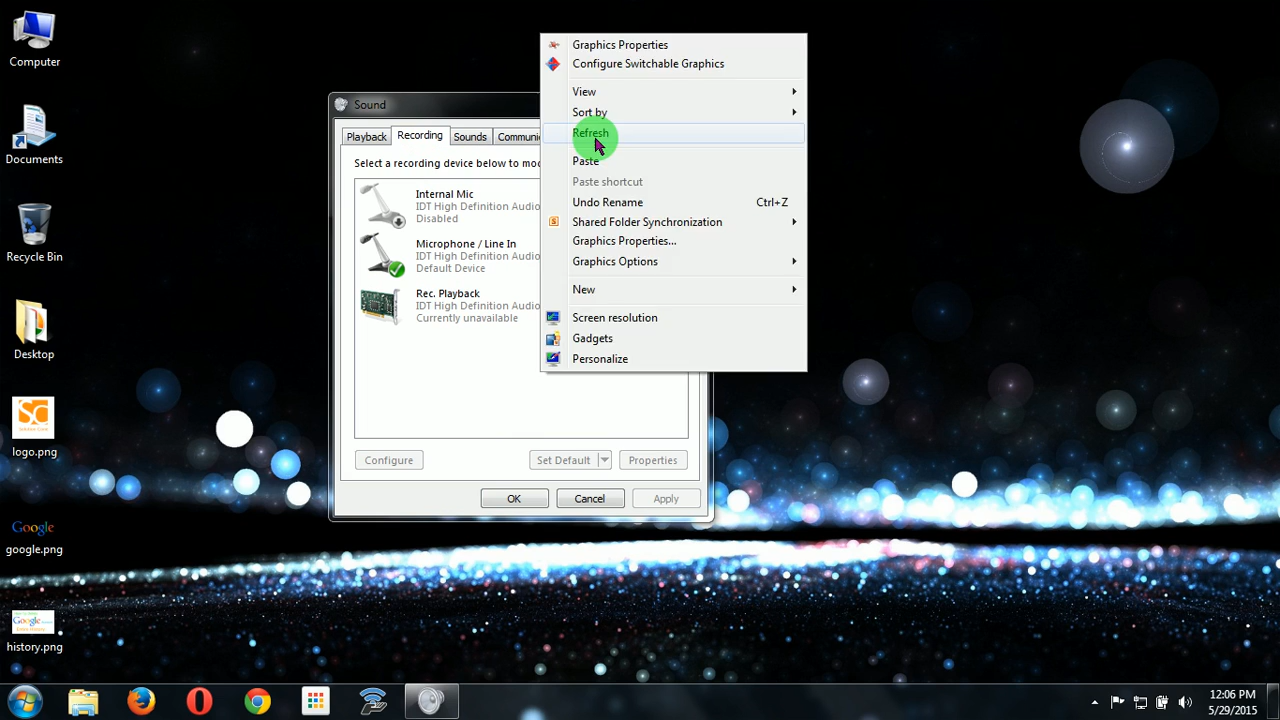 Computer
Documents
Recycle Bin
Desktop
SC
logo.png
Google
google.png
Google
history.png
Sound
Playback
Recording
Sounds
Communi
Select a recording device below to mo
Internal Mic
IDT High Definition Audio
Disabled
Microphone / Line In
IDT High Definition Audio
Default Device
Rec. Playback
IDT High Definition Audio
Currently unavailable
Configure
Set Default
Properties
OK
Cancel
Apply
Graphics Properties
Configure Switchable Graphics
View
Sort by
Refresh
Paste
Paste shortcut
Undo Rename Ctrl+Z
Shared Folder Synchronization
Graphics Properties...
Graphics Options
New
Screen resolution
Gadgets
Personalize
12:06 PM
5/29/2015